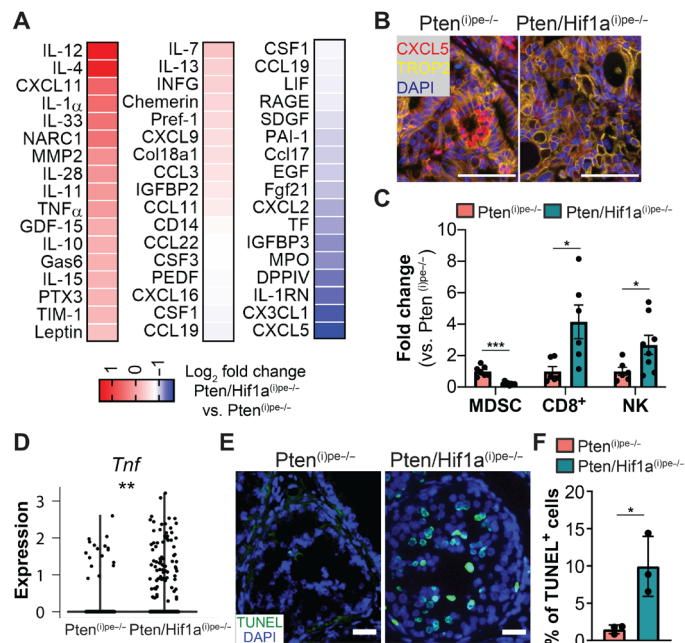 A
IL-12
IL-4
CXCL11
IL-1α
IL-33
NARC1
MMP2
IL-28
IL-11
TNFα
GDF-15
IL-10
Gas6
IL-15
PTX3
TIM-1
Leptin
IL-7
IL-13
INFG
Chemerin
Pref-1
CXCL9
Col18a1
CCL3
IGFBP2
CCL11
CD14
CCL22
CSF3
PEDF
CXCL16
CSF1
CCL19
CSF1
CCL19
LIF
RAGE
SDGF
PAI-1
Ccl17
EGF
Fgf21
CXCL2
TF
IGFBP3
MPO
DPPIV
IL-1RN
CX3CL1
CXCL5
1 0 −1
Log2 fold change
Pten/Hif1a(i)pe−/−
vs. Pten(i)pe−/−
B
Pten(i)pe−/− Pten/Hif1a(i)pe−/−
CXCL5
TROP2
DAPI
C
Pten(i)pe−/− Pten/Hif1a(i)pe−/−
Fold change
(vs. Pten (i)pe−/−)
10
8
6
4
2
0
*** * *
MDSC CD8+ NK
D
Tnf
**
Expression
3
2
1
0
Pten(i)pe−/− Pten/Hif1a(i)pe−/−
E
Pten(i)pe−/− Pten/Hif1a(i)pe−/−
TUNEL
DAPI
F
Pten(i)pe−/−
Pten/Hif1a(i)pe−/−
% of TUNEL+ cells
20
15
10
5
0
*